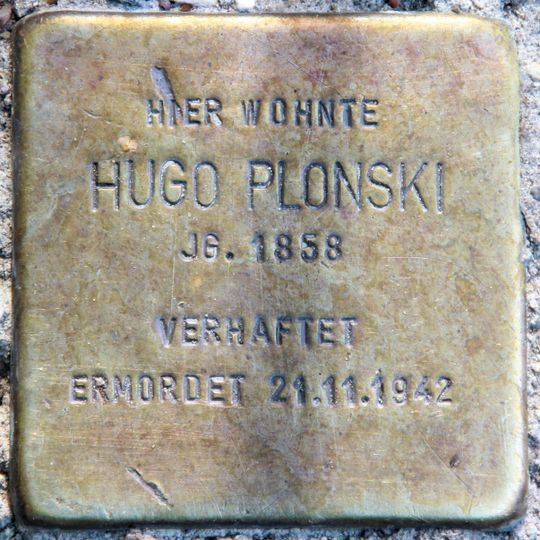 HIER WOHNTE
HUGO PLONSKI
JG. 1858
VERHAFTET
ERMORDET 21.11.1942